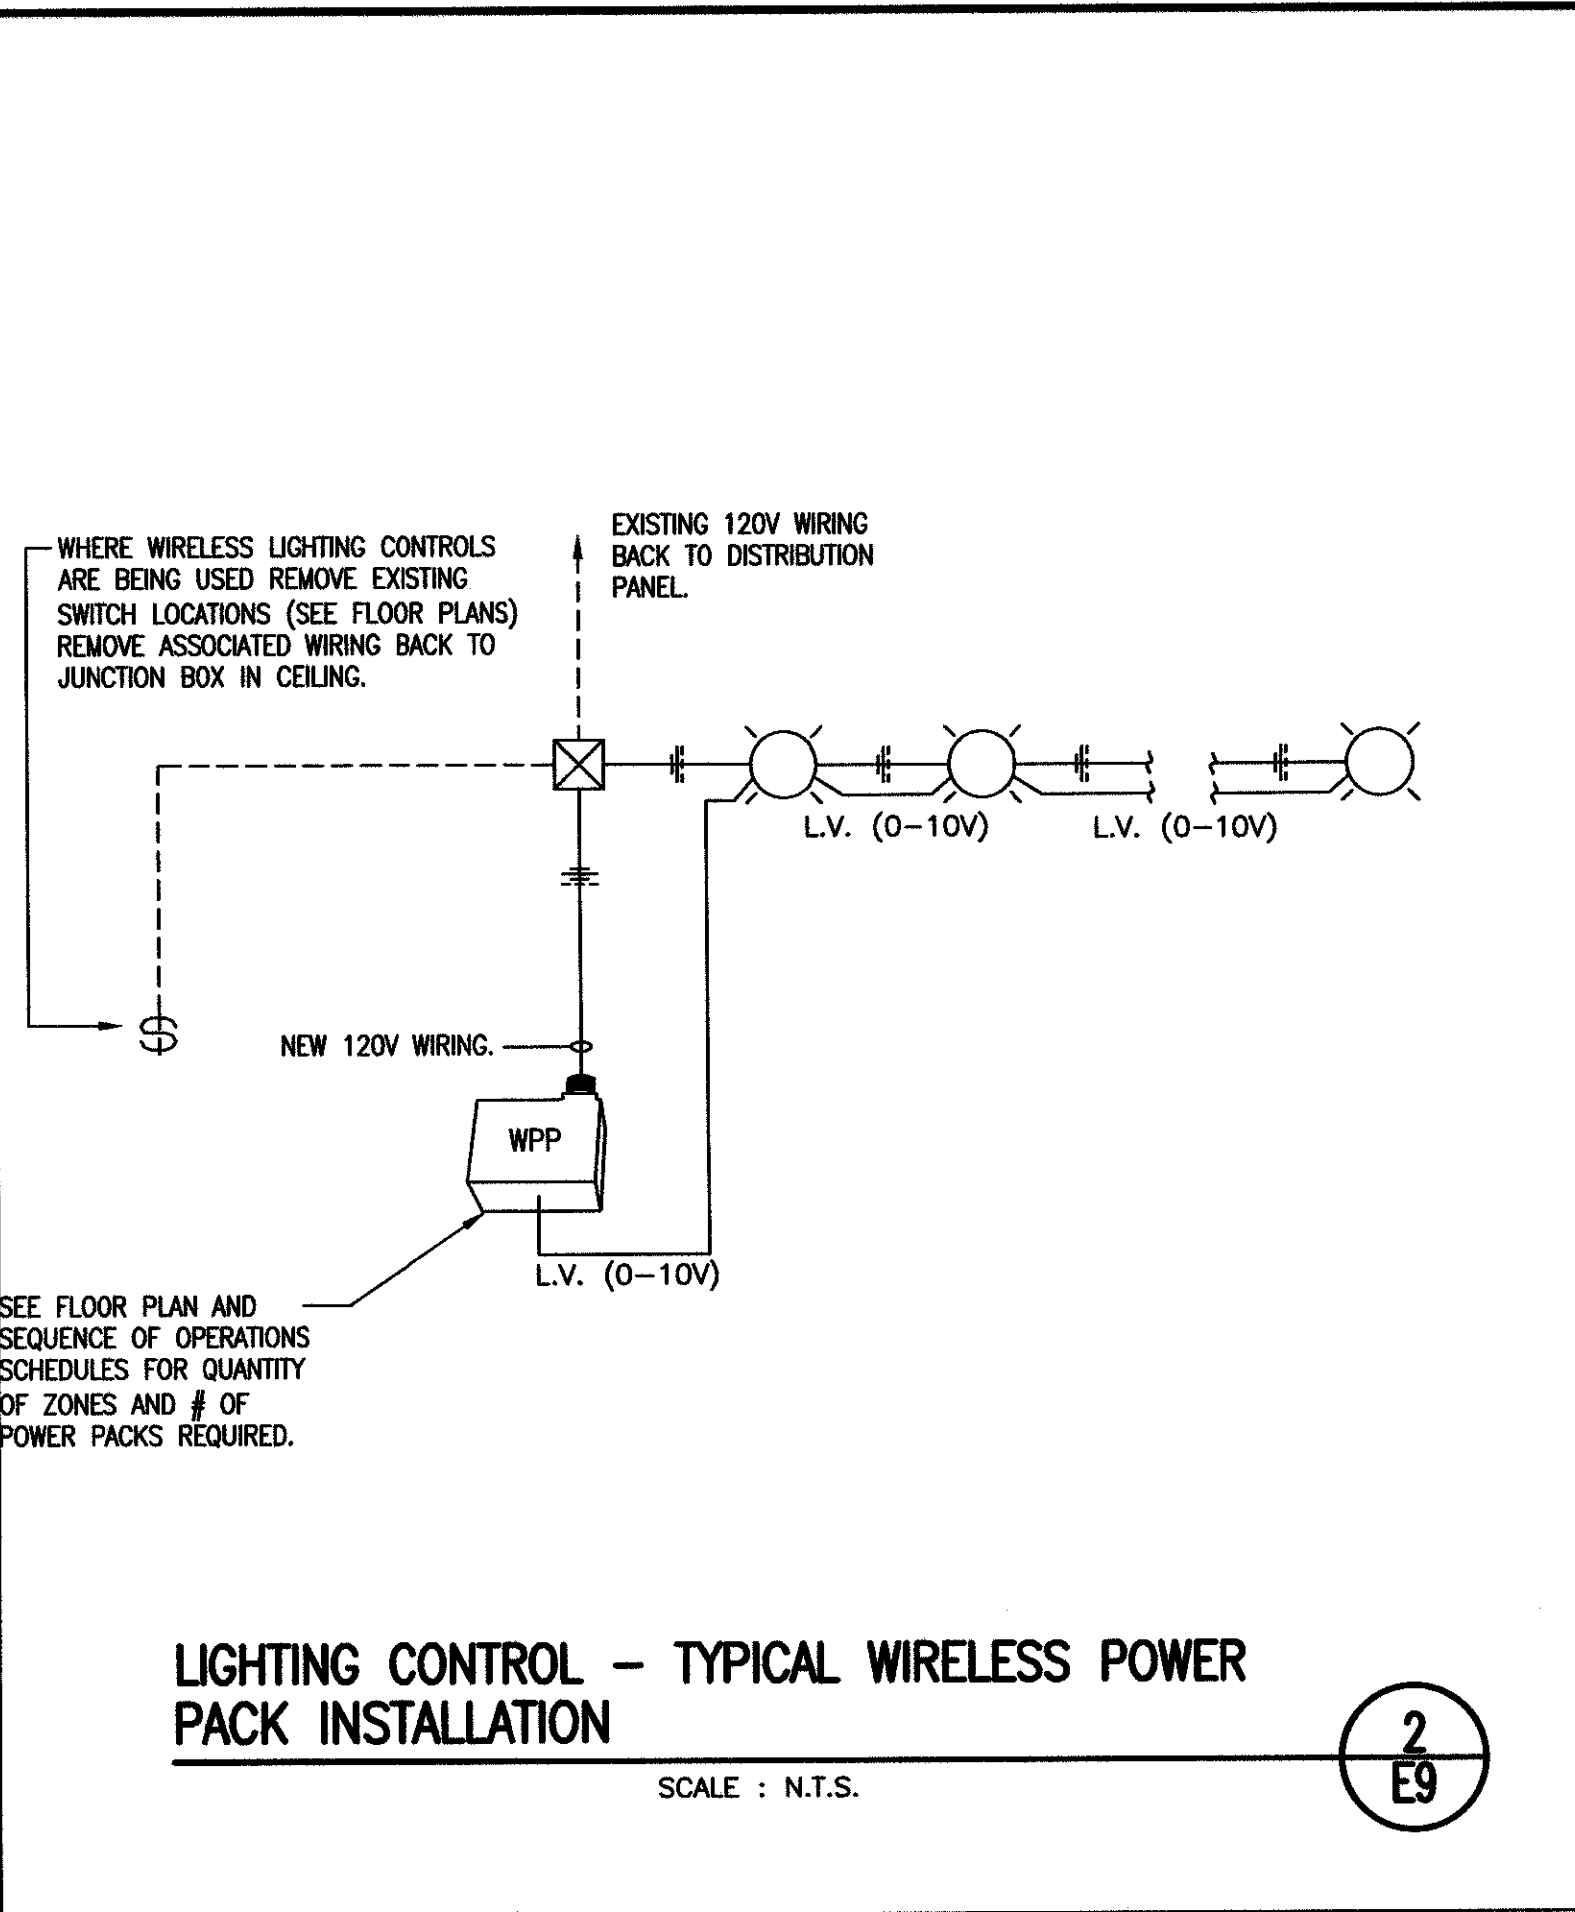 WHERE WIRELESS LIGHTING CONTROLS
ARE BEING USED REMOVE EXISTING
SWITCH LOCATIONS (SEE FLOOR PLANS)
REMOVE ASSOCIATED WIRING BACK TO
JUNCTION BOX IN CEILING.
EXISTING 120V WIRING
BACK TO DISTRIBUTION
PANEL.
L.V. (0-10V)
L.V. (0-10V)
$
NEW 120V WIRING.
WPP
L.V. (0-10V)
SEE FLOOR PLAN AND
SEQUENCE OF OPERATIONS
SCHEDULES FOR QUANTITY
OF ZONES AND # OF
POWER PACKS REQUIRED.
LIGHTING CONTROL - TYPICAL WIRELESS POWER
PACK INSTALLATION
SCALE : N.T.S.
2
E9